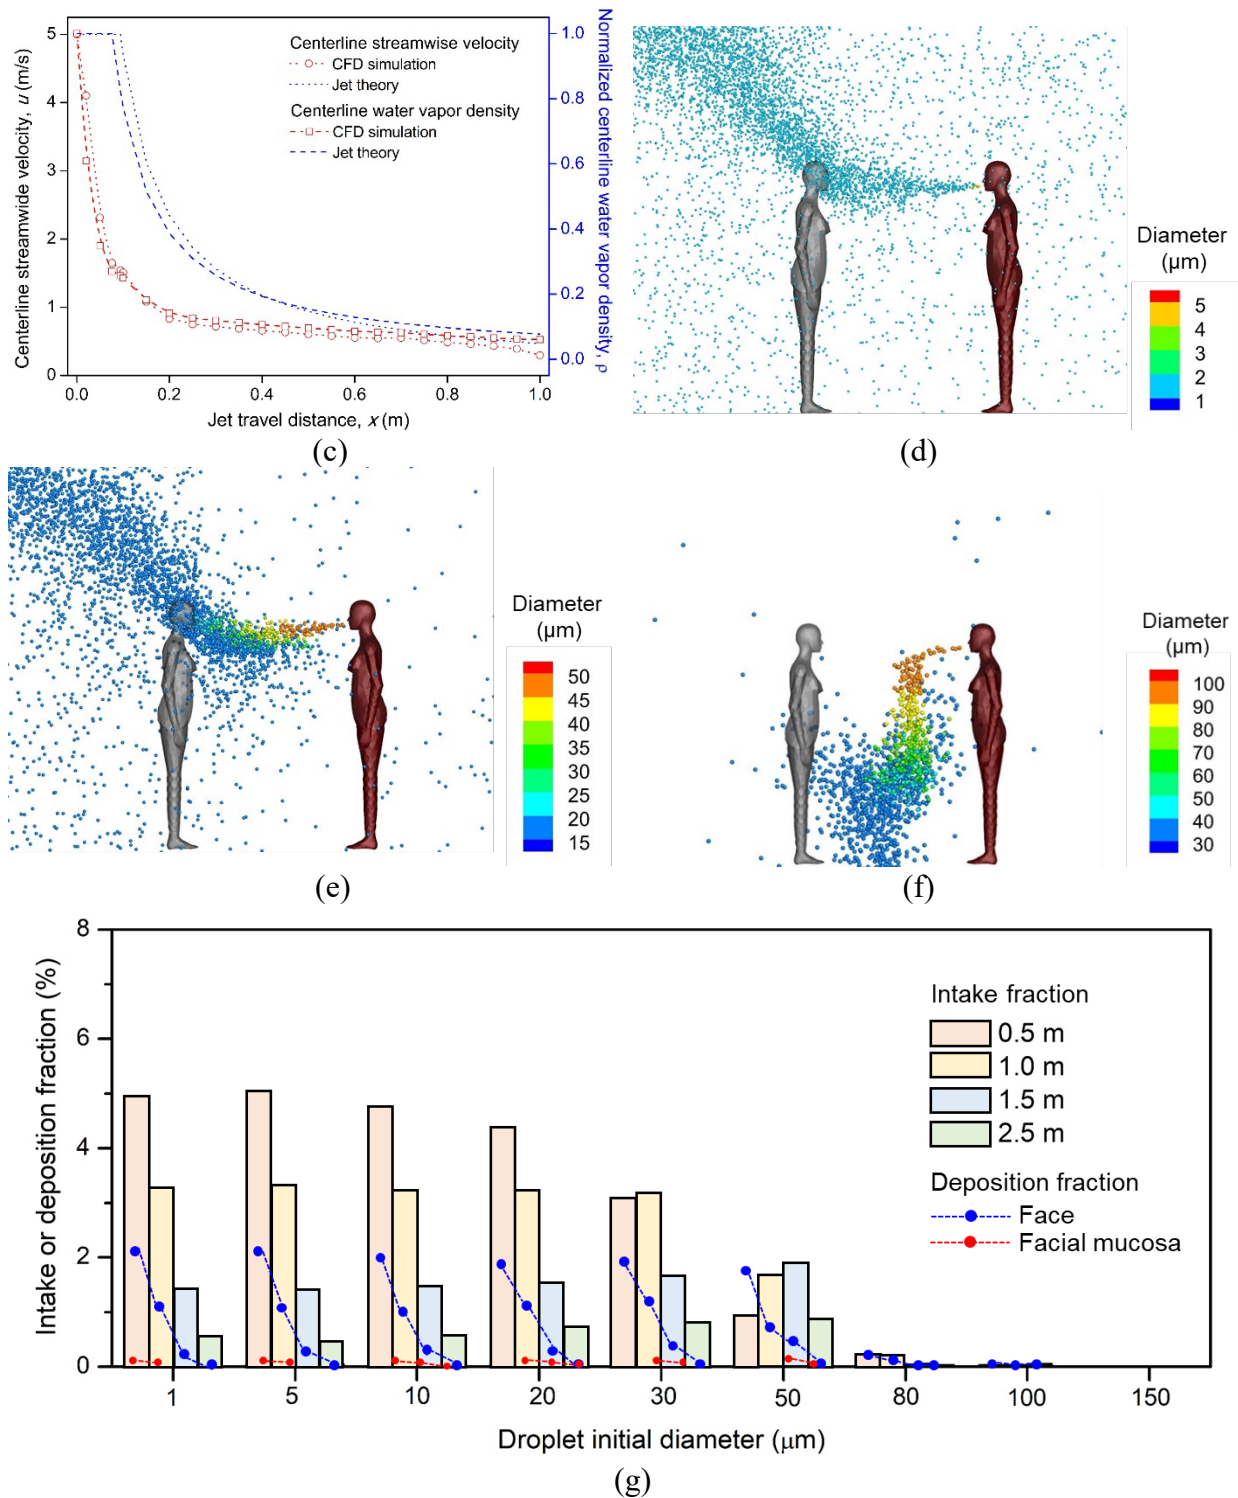 Centerline streamwide velocity, u (m/s)
5
4
3
2
1
0
Centerline streamwise velocity
CFD simulation
Jet theory
Centerline water vapor density
CFD simulation
Jet theory
1.0
0.8
0.6
0.4
0.2
0.0
Normalized centerline water vapor density, ρ
0.0 0.2 0.4 0.6 0.8 1.0
Jet travel distance, x (m)
(c)
Diameter
(µm)
5
4
3
2
1
(d)
Diameter
(µm)
50
45
40
35
30
25
20
15
(e)
Diameter
(µm)
100
90
80
70
60
50
40
30
(f)
Intake or deposition fraction (%)
8
6
4
2
0
Intake fraction
0.5 m
1.0 m
1.5 m
2.5 m
Deposition fraction
Face
Facial mucosa
1 5 10 20 30 50 80 100 150
Droplet initial diameter (µm)
(g)